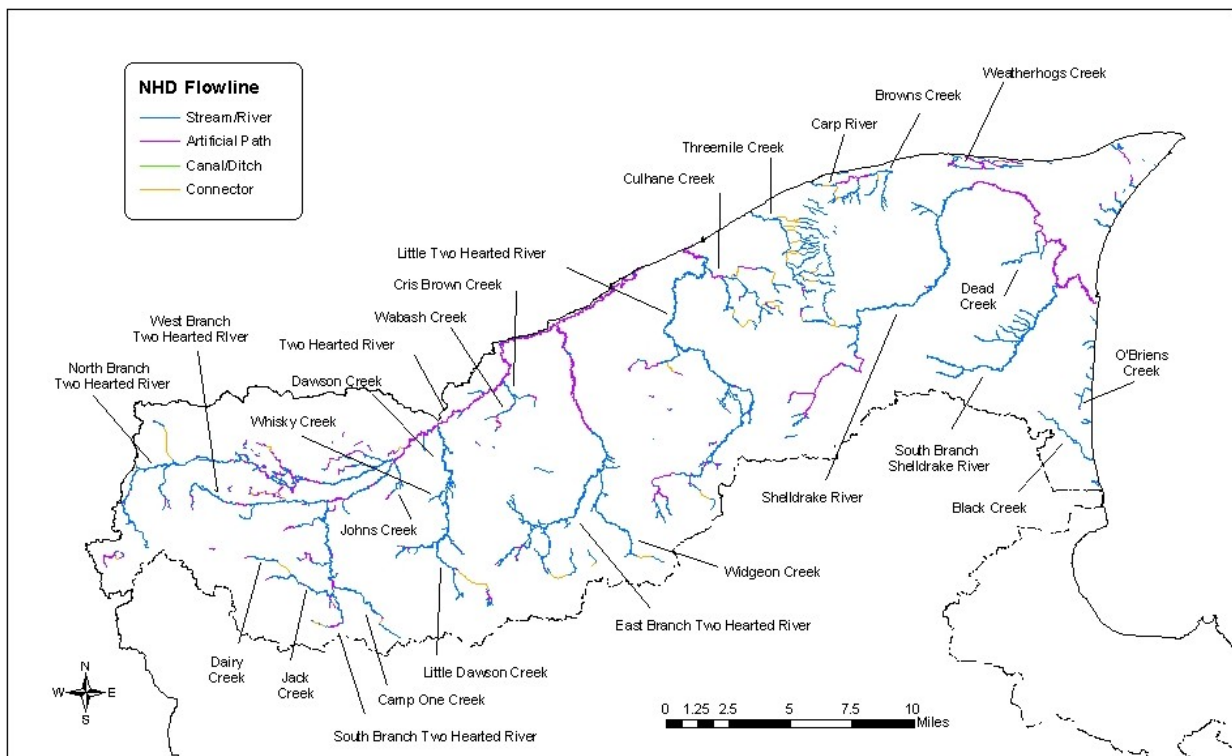 NHD Flowline
Stream/River
Artificial Path
Canal/Ditch
Connector
Weatherhogs Creek
Browns Creek
Carp River
Threemile Creek
Culhane Creek
Little Two Hearted River
Cris Brown Creek
Wabash Creek
West Branch
Two Hearted River
Two Hearted River
North Branch
Two Hearted River
Dawson Creek
Whisky Creek
Dead
Creek
O'Briens
Creek
South Branch
Shelldrake River
Shelldrake River
Black Creek
Johns Creek
Widgeon Creek
East Branch Two Hearted River
Little Dawson Creek
Dairy
Creek
Jack
Creek
Camp One Creek
South Branch Two Hearted River
N
W E
S
0 1.25 2.5 5 7.5 10
Miles